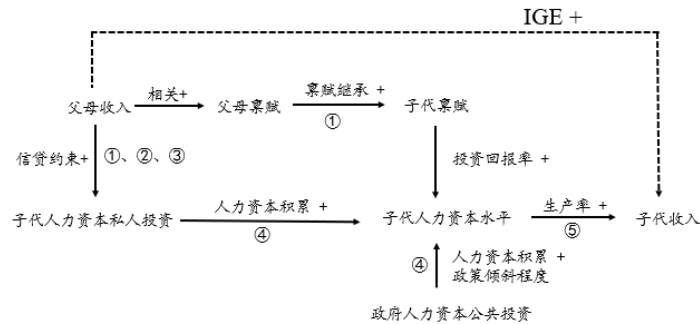 IGE +
父母收入
相关+
父母禀赋
禀赋继承 +
①
子代禀赋
信贷约束+
①、②、③
投资回报率 +
子代人力资本私人投资
人力资本积累 +
④
子代人力资本水平
生产率 +
⑤
子代收入
④
人力资本积累 +
政策倾斜程度
政府人力资本公共投资